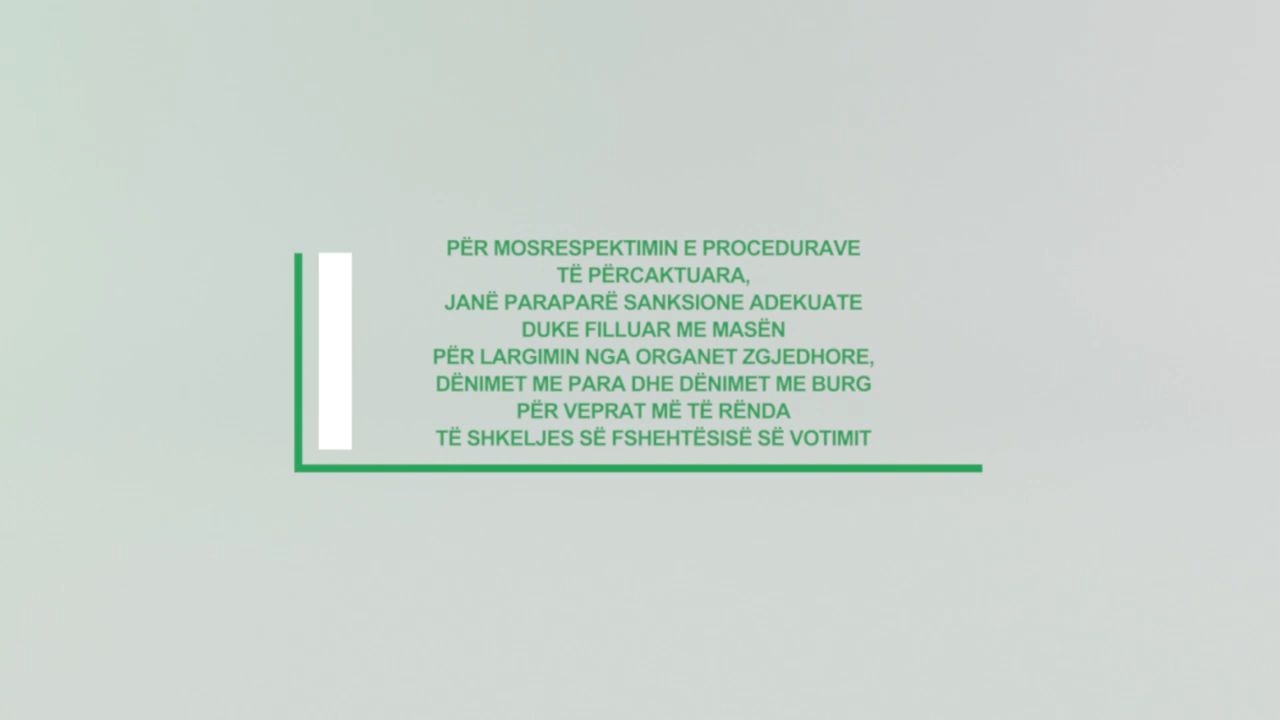 PËR MOSRESPEKTIMIN E PROCEDURAVE
TË PËRCAKTUARA,
JANË PARAPARË SANKSIONE ADEKUATE
DUKE FILLUAR ME MASËN
PËR LARGIMIN NGA ORGANET ZGJEDHORE,
DËNIMET ME PARA DHE DËNIMET ME BURG
PËR VEPRAT MË TË RËNDA
TË SHKELJES SË FSHEHTËSISË SË VOTIMIT